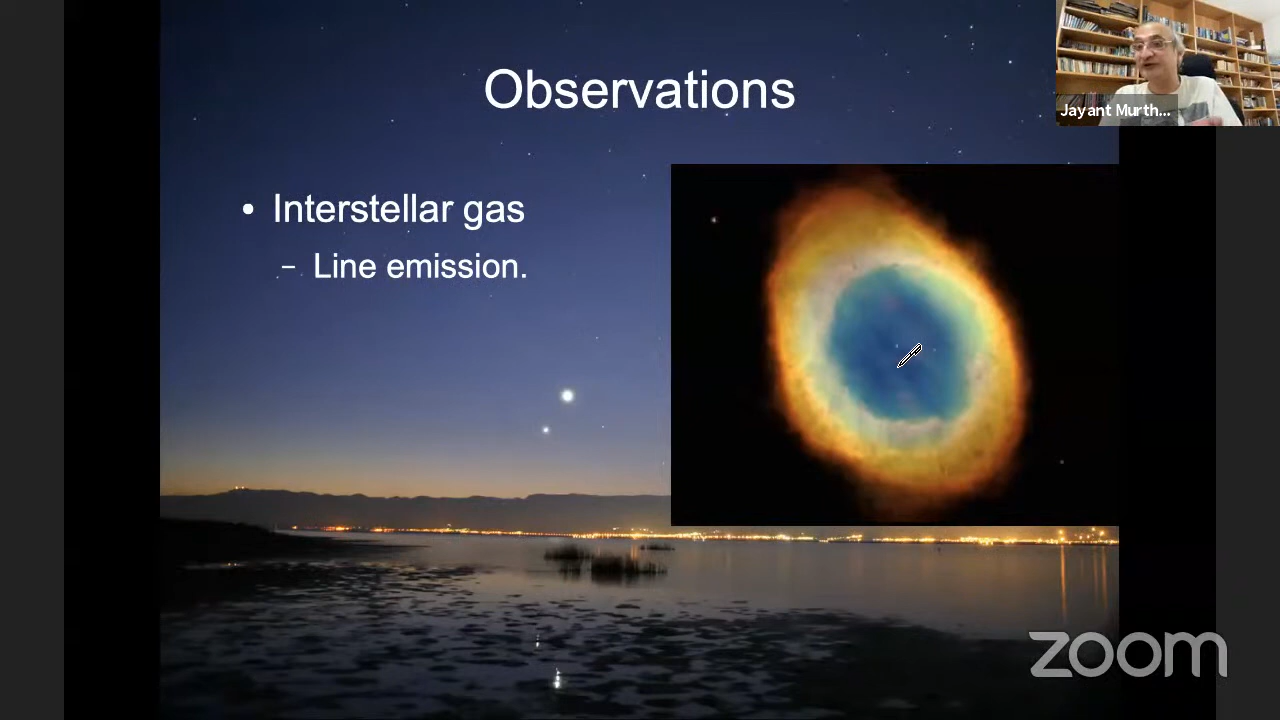 Observations
Jayant Murth...
• Interstellar gas
– Line emission.
zoom